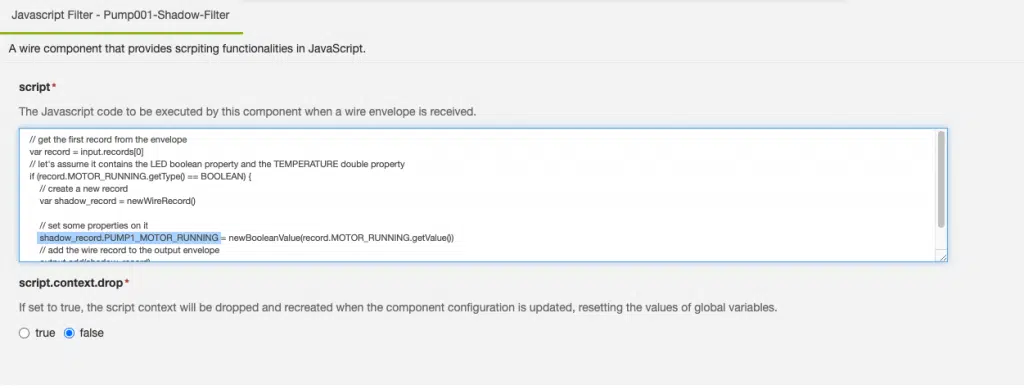 Javascript Filter - Pump001-Shadow-Filter
A wire component that provides scrpiting functionalities in JavaScript.
script*
The Javascript code to be executed by this component when a wire envelope is received.
// get the first record from the envelope
var record = input.records[0]
// let's assume it contains the LED boolean property and the TEMPERATURE double property
if (record.MOTOR_RUNNING.getType() == BOOLEAN) {
// create a new record
var shadow_record = newWireRecord()
// set some properties on it
shadow_record.PUMP1_MOTOR_RUNNING = newBooleanValue(record.MOTOR_RUNNING.getValue())
// add the wire record to the output envelope
script.context.drop*
If set to true, the script context will be dropped and recreated when the component configuration is updated, resetting the values of global variables.
true false